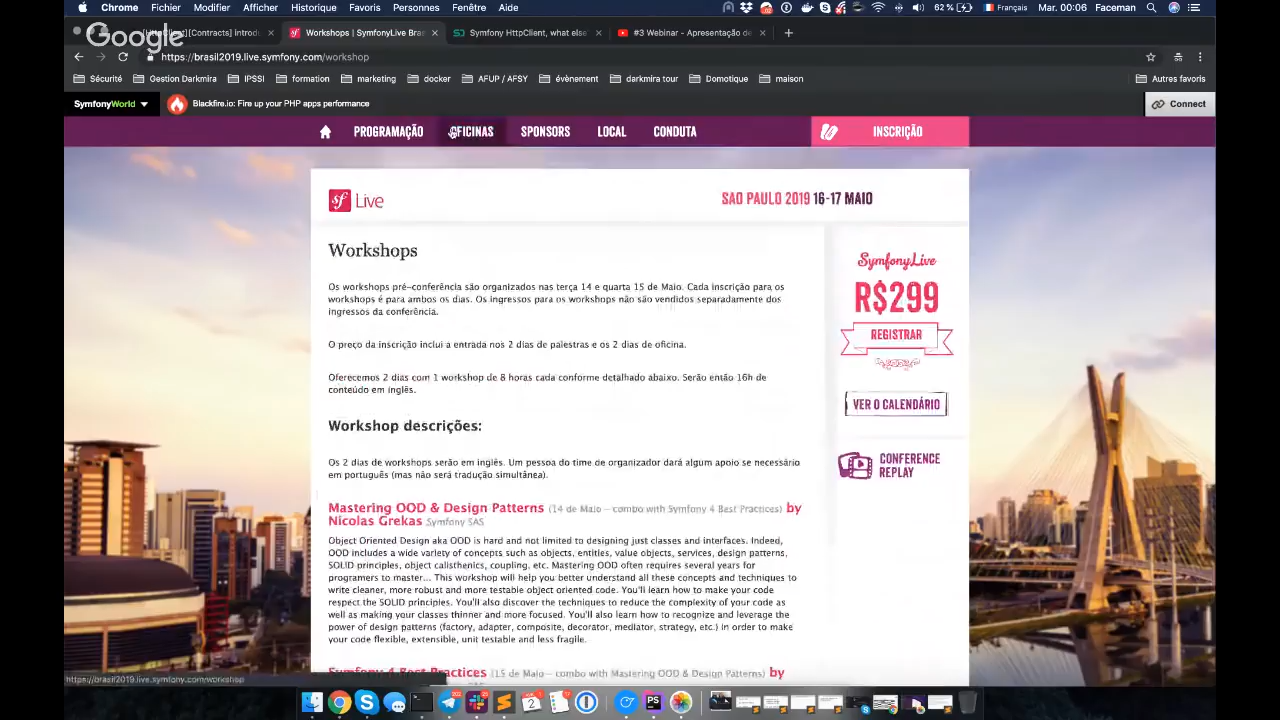 Chrome Fichier Modifier Afficher Historique Favoris Personnes Fenêtre Aide 62 % Français Mar. 00:06 Faceman
Google
[Contracts] introd Workshops | SymfonyLive Bras Symfony HttpClient, what else #3 Webinar - Apresentação de
https://brasil2019.live.symfony.com/workshop
Sécurité Gestion Darkmira IPSSI formation marketing docker AFUP / AFSY évènement darkmira tour Domotique maison Autres favoris
SymfonyWorld Blackfire.io: Fire up your PHP apps performance Connect
PROGRAMAÇÃO OFICINAS SPONSORS LOCAL CONDUTA INSCRIÇÃO
sf Live SAO PAULO 2019 16-17 MAIO
Workshops
Os workshops pré-conferência são organizados nas terça 14 e quarta 15 de Maio. Cada inscrição para os
workshops é para ambos os dias. Os ingressos para os workshops não são vendidos separadamente dos
ingressos da conferência.
O preço da inscrição inclui a entrada nos 2 dias de palestras e os 2 dias de oficina.
Oferecemos 2 dias com 1 workshop de 8 horas cada conforme detalhado abaixo. Serão então 16h de
conteúdo em inglês.
Workshop descrições:
Os 2 dias de workshops serão em inglês. Um pessoa do time de organizador dará algum apoio se necessário
em português (mas não será tradução simultânea).
Mastering OOD & Design Patterns (14 de Maio – combo with Symfony 4 Best Practices) by
Nicolas Grekas Symfony SAS
Object Oriented Design aka OOD is hard and not limited to designing just classes and interfaces. Indeed,
OOD includes a wide variety of concepts such as objects, entities, value objects, services, design patterns,
SOLID principles, object calisthenics, coupling, etc. Mastering OOD often requires several years for
programers to master... This workshop will help you better understand all these concepts and techniques to
write cleaner, more robust and more testable object oriented code. You'll learn how to make your code
respect the SOLID principles. You'll also discover the techniques to reduce the complexity of your code as
well as making your classes thinner and more focused. You'll also learn how to recognize and leverage the
power of design patterns (factory, adapter, composite, decorator, mediator, strategy, etc.) in order to make
your code flexible, extensible, unit testable and less fragile.
Symfony 4 Best Practices (15 de Maio – combo with Mastering OOD & Design Patterns) by
SymfonyLive
R$299
REGISTRAR
VER O CALENDÁRIO
CONFERENCE
REPLAY
https://brasil2019.live.symfony.com/workshop